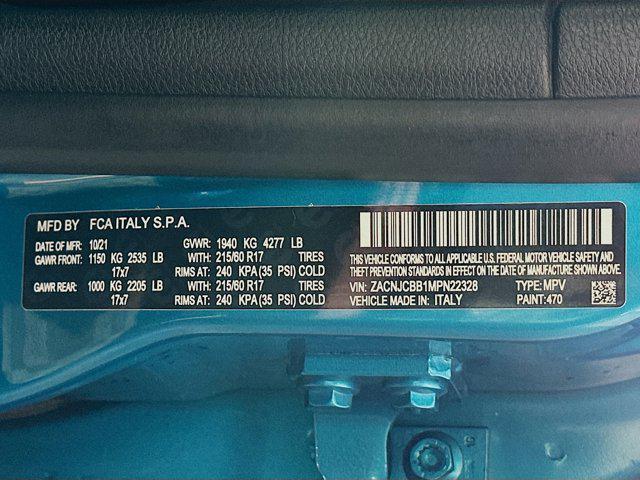 MFD BY FCA ITALY S.P.A.
DATE OF MFR: 10/21 GVWR: 1940 KG 4277 LB
GAWR FRONT: 1150 KG 2535 LB WITH: 215/60 R17 TIRES
17x7 RIMS AT: 240 KPA(35 PSI) COLD
GAWR REAR: 1000 KG 2205 LB WITH: 215/60 R17 TIRES
17x7 RIMS AT: 240 KPA(35 PSI) COLD
THIS VEHICLE CONFORMS TO ALL APPLICABLE U.S. FEDERAL MOTOR VEHICLE SAFETY AND
THEFT PREVENTION STANDARDS IN EFFECT ON THE DATE OF MANUFACTURE SHOWN ABOVE.
VIN: ZACNJCBB1MPN22328 TYPE: MPV
VEHICLE MADE IN: ITALY PAINT: 470